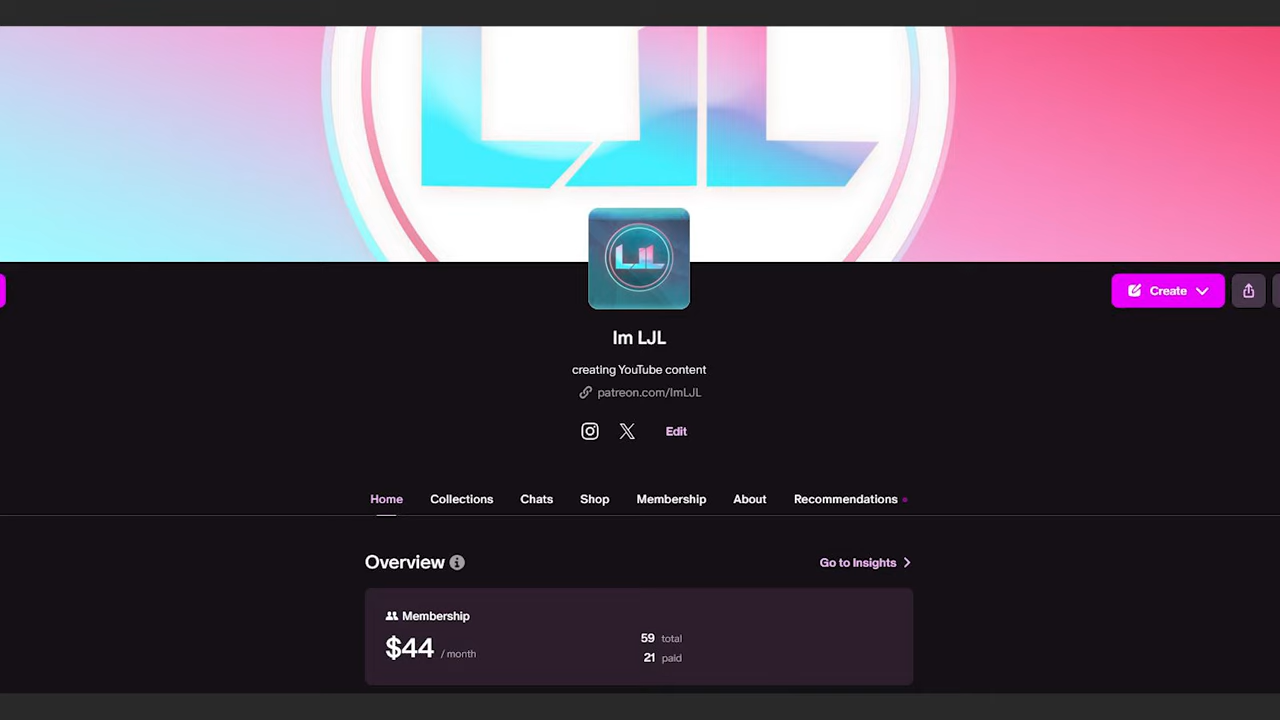 LJL
LJL
Create
Im LJL
creating YouTube content
patreon.com/ImLJL
Edit
Home Collections Chats Shop Membership About Recommendations
Overview
Go to Insights
Membership
$44 / month
59 total
21 paid